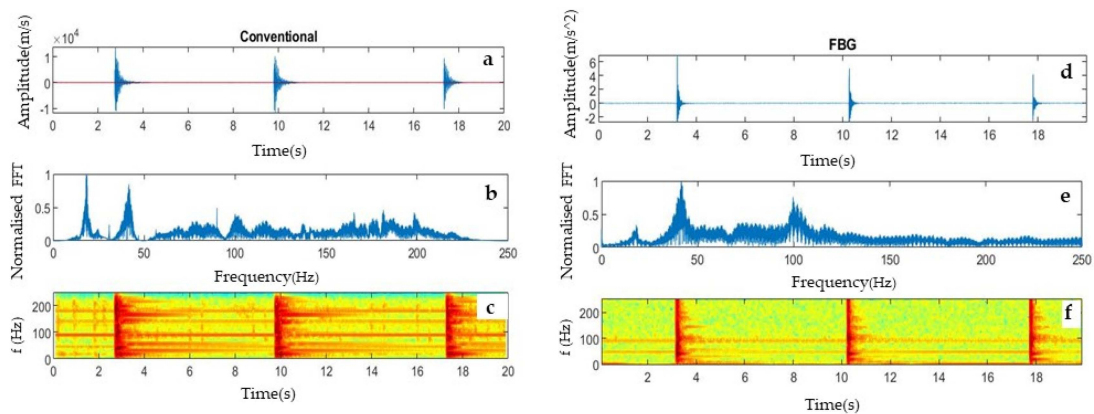 Conventional
×10⁴
Amplitude(m/s)
1
0
-1
a
0 2 4 6 8 10 12 14 16 18 20
Time(s)
Normalised FFT
1
0.5
0
b
0 50 100 150 200 250
Frequency(Hz)
f (Hz)
200
100
0
c
0 2 4 6 8 10 12 14 16 18 20
Time(s)
FBG
Amplitude(m/s^2)
6
4
2
0
-2
d
0 2 4 6 8 10 12 14 16 18
Time(s)
Normalised FFT
1
0.5
0
e
0 50 100 150 200 250
Frequency(Hz)
f (Hz)
200
100
0
f
2 4 6 8 10 12 14 16 18
Time(s)